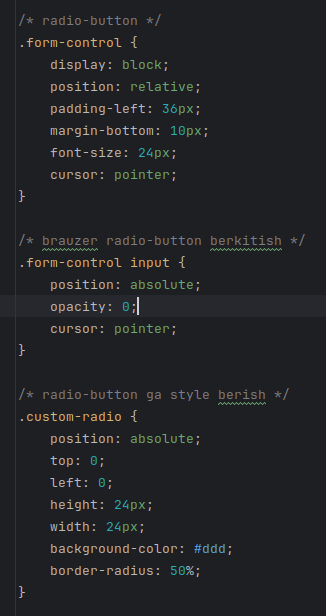 /* radio-button */
.form-control {
    display: block;
    position: relative;
    padding-left: 36px;
    margin-bottom: 10px;
    font-size: 24px;
    cursor: pointer;
}

/* brauzer radio-button berkitish */
.form-control input {
    position: absolute;
    opacity: 0;
    cursor: pointer;
}

/* radio-button ga style berish */
.custom-radio {
    position: absolute;
    top: 0;
    left: 0;
    height: 24px;
    width: 24px;
    background-color: #ddd;
    border-radius: 50%;
}